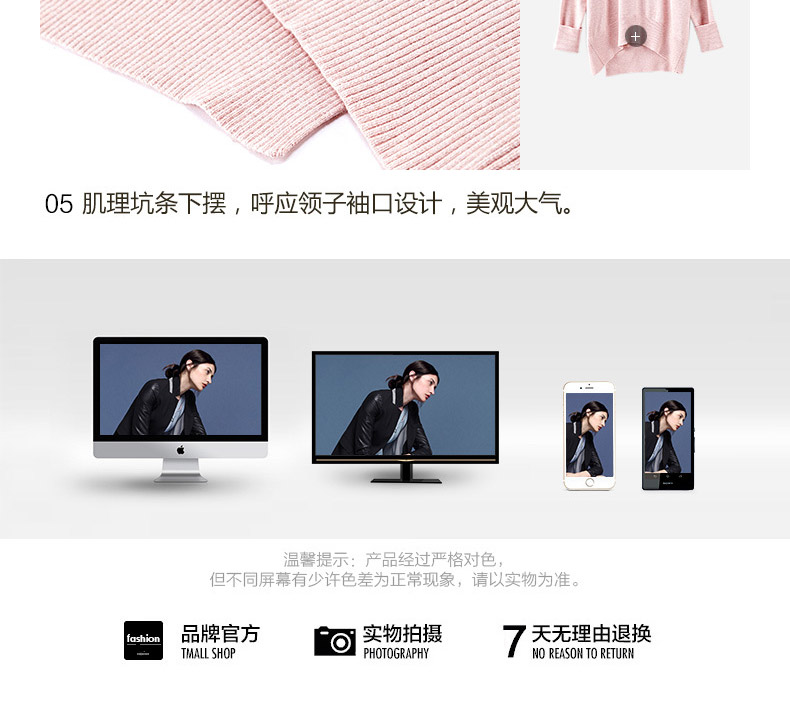 05 肌理坑条下摆，呼应领子袖口设计，美观大气。
温馨提示：产品经过严格对色，
但不同屏幕有少许色差为正常现象，请以实物为准。
fashion
品牌官方
TMALL SHOP
实物拍摄
PHOTOGRAPHY
7天无理由退换
NO REASON TO RETURN